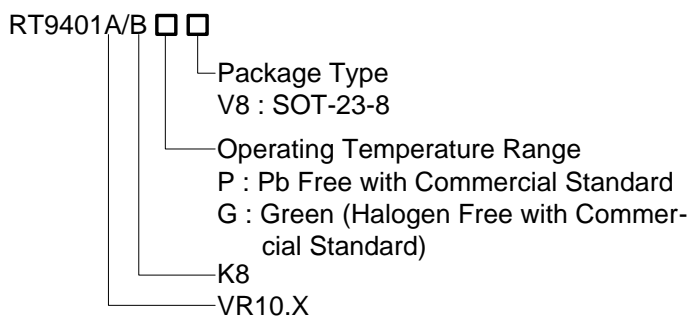 RT9401A/B
Package Type
V8 : SOT-23-8
Operating Temperature Range
P : Pb Free with Commercial Standard
G : Green (Halogen Free with Commer-
cial Standard)
K8
VR10.X